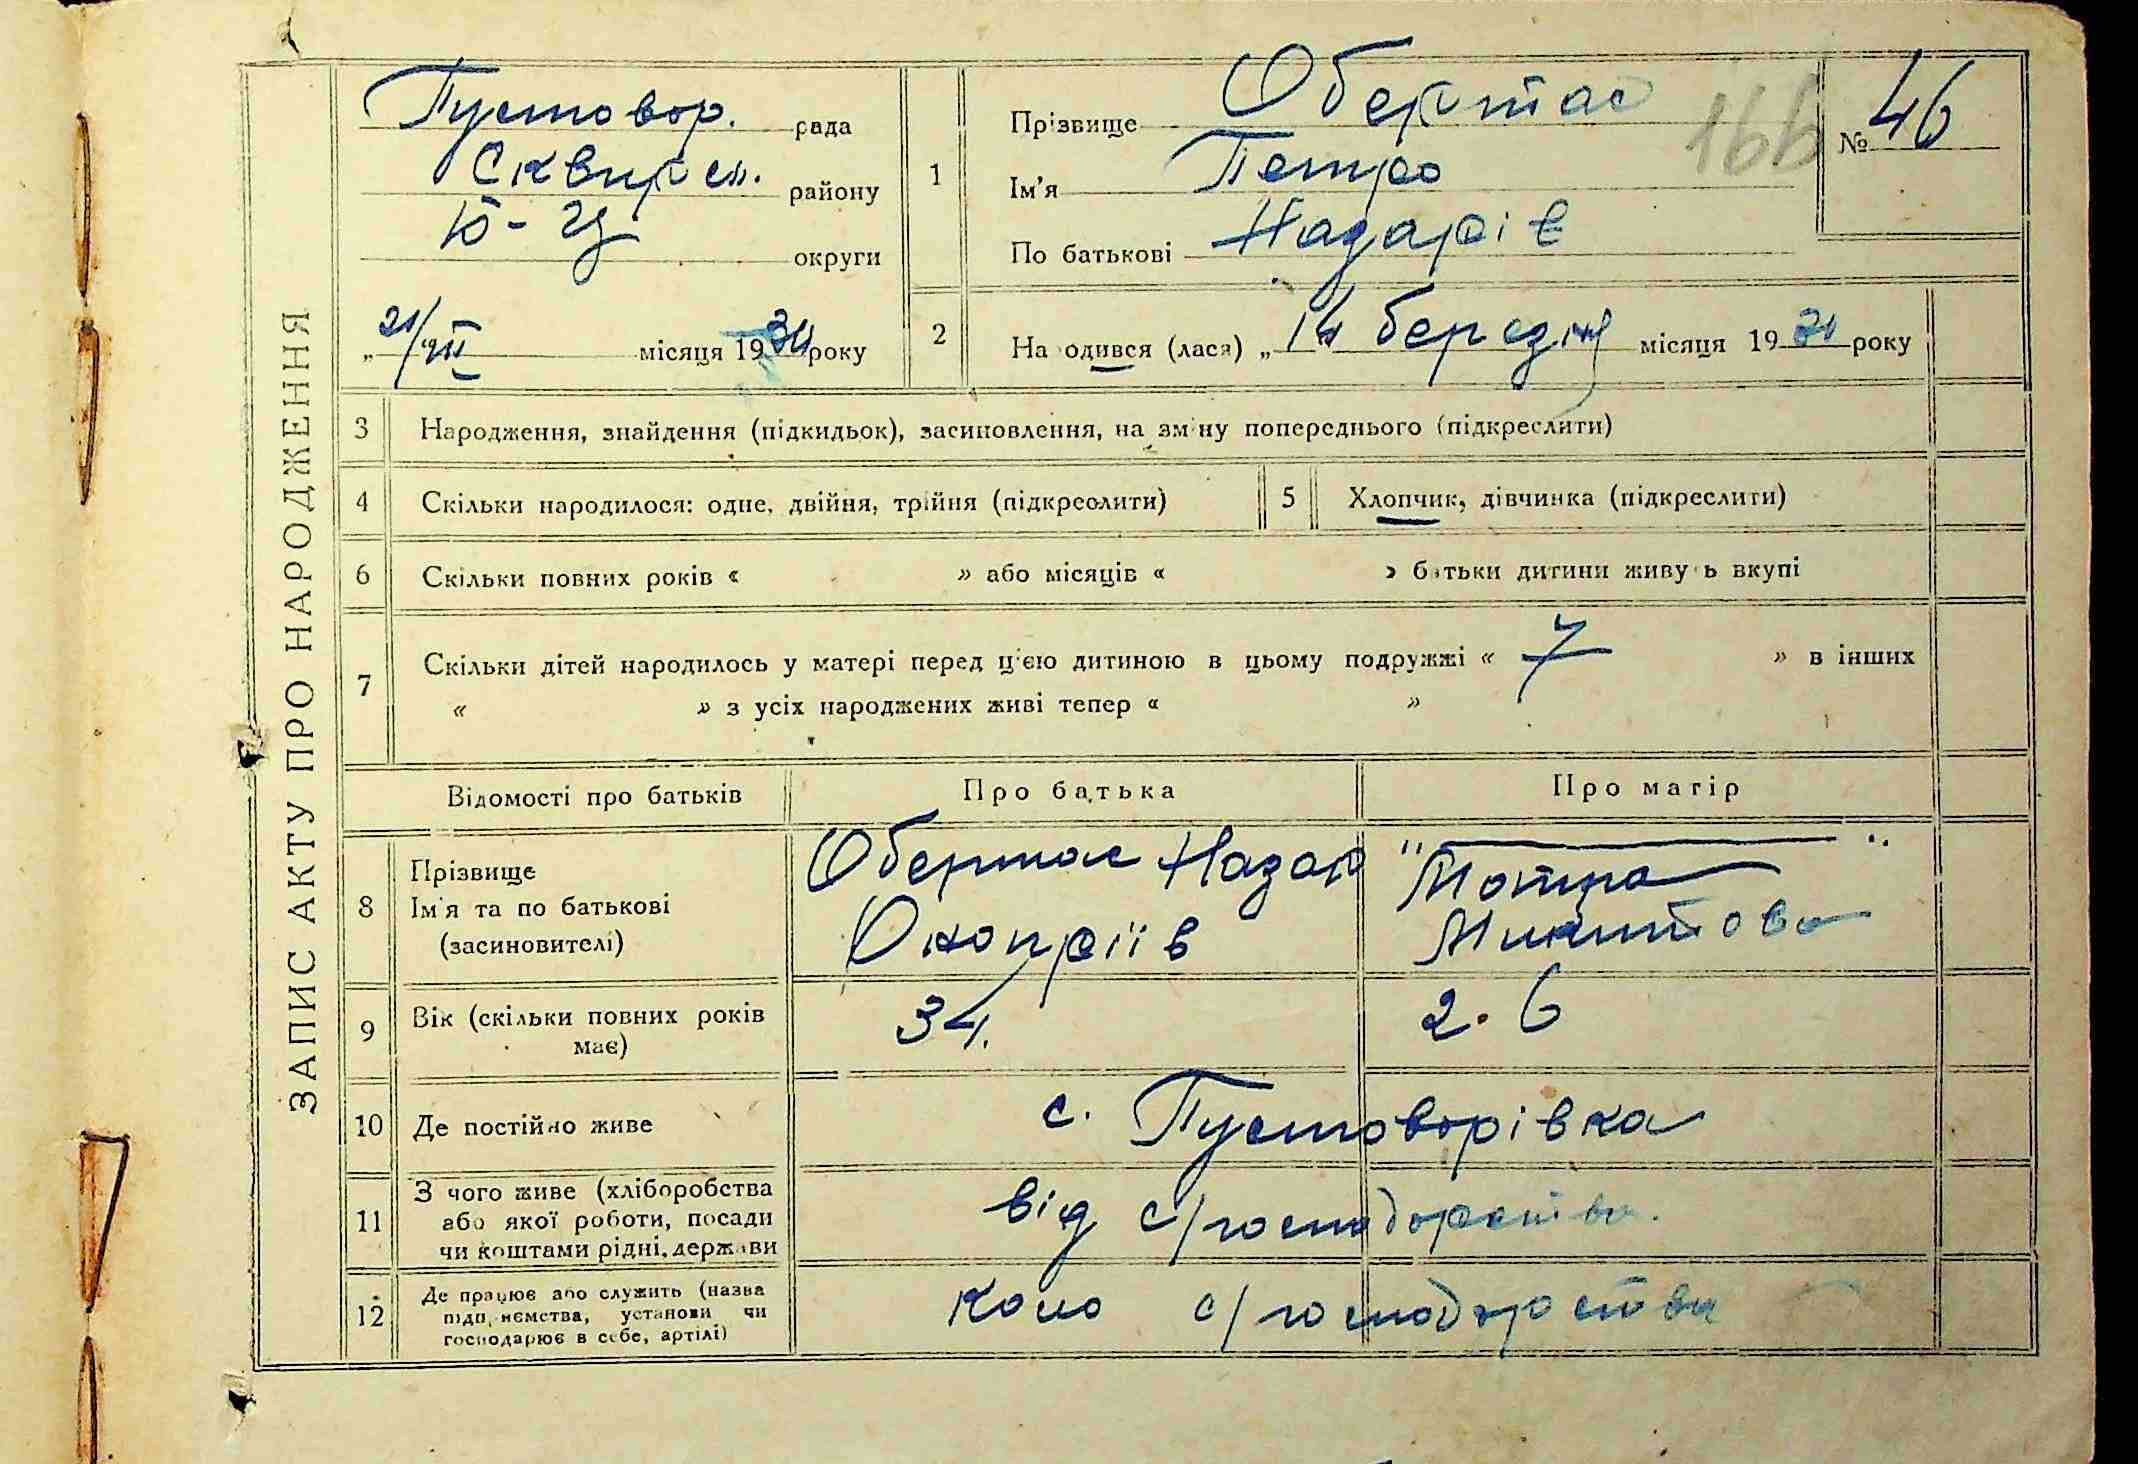 ЗАПИС АКТУ ПРО НАРОДЖЕННЯ
Пустовор. рада
Сквирськ. району
Б-Ц округи
„21/VII місяця 1934 року
1
Прізвище Обертас
Ім'я Петро
По батькові Назарів
166
№ 46
2
Народився (лася) „14 березня місяця 1921 року
3 Народження, знайдення (підкидьок), засиновлення, на зміну попереднього (підкреслити)
4 Скільки народилося: одне, двійня, трійня (підкреслити)
5 Хлопчик, дівчинка (підкреслити)
6 Скільки повних років « » або місяців « » батьки дитини живуть вкупі
7 Скільки дітей народилось у матері перед цією дитиною в цьому подружжі « 7 » в інших
« » з усіх народжених живі тепер « »
Відомості про батьків Про батька Про матір
8 Прізвище
Ім'я та по батькові
(засиновителі)
Обертас Назар
Оноприїв
" — "
Мотра
Микитова
9 Вік (скільки повних років має) 34. 26
10 Де постійно живе с. Пустоворівка
11 З чого живе (хліборобства
або якої роботи, посади
чи коштами рідні, держави
від с/господарства.
12 Де працює або служить (назва
підприємства, установи чи
господарює в себе, артілі)
коло с/господарства